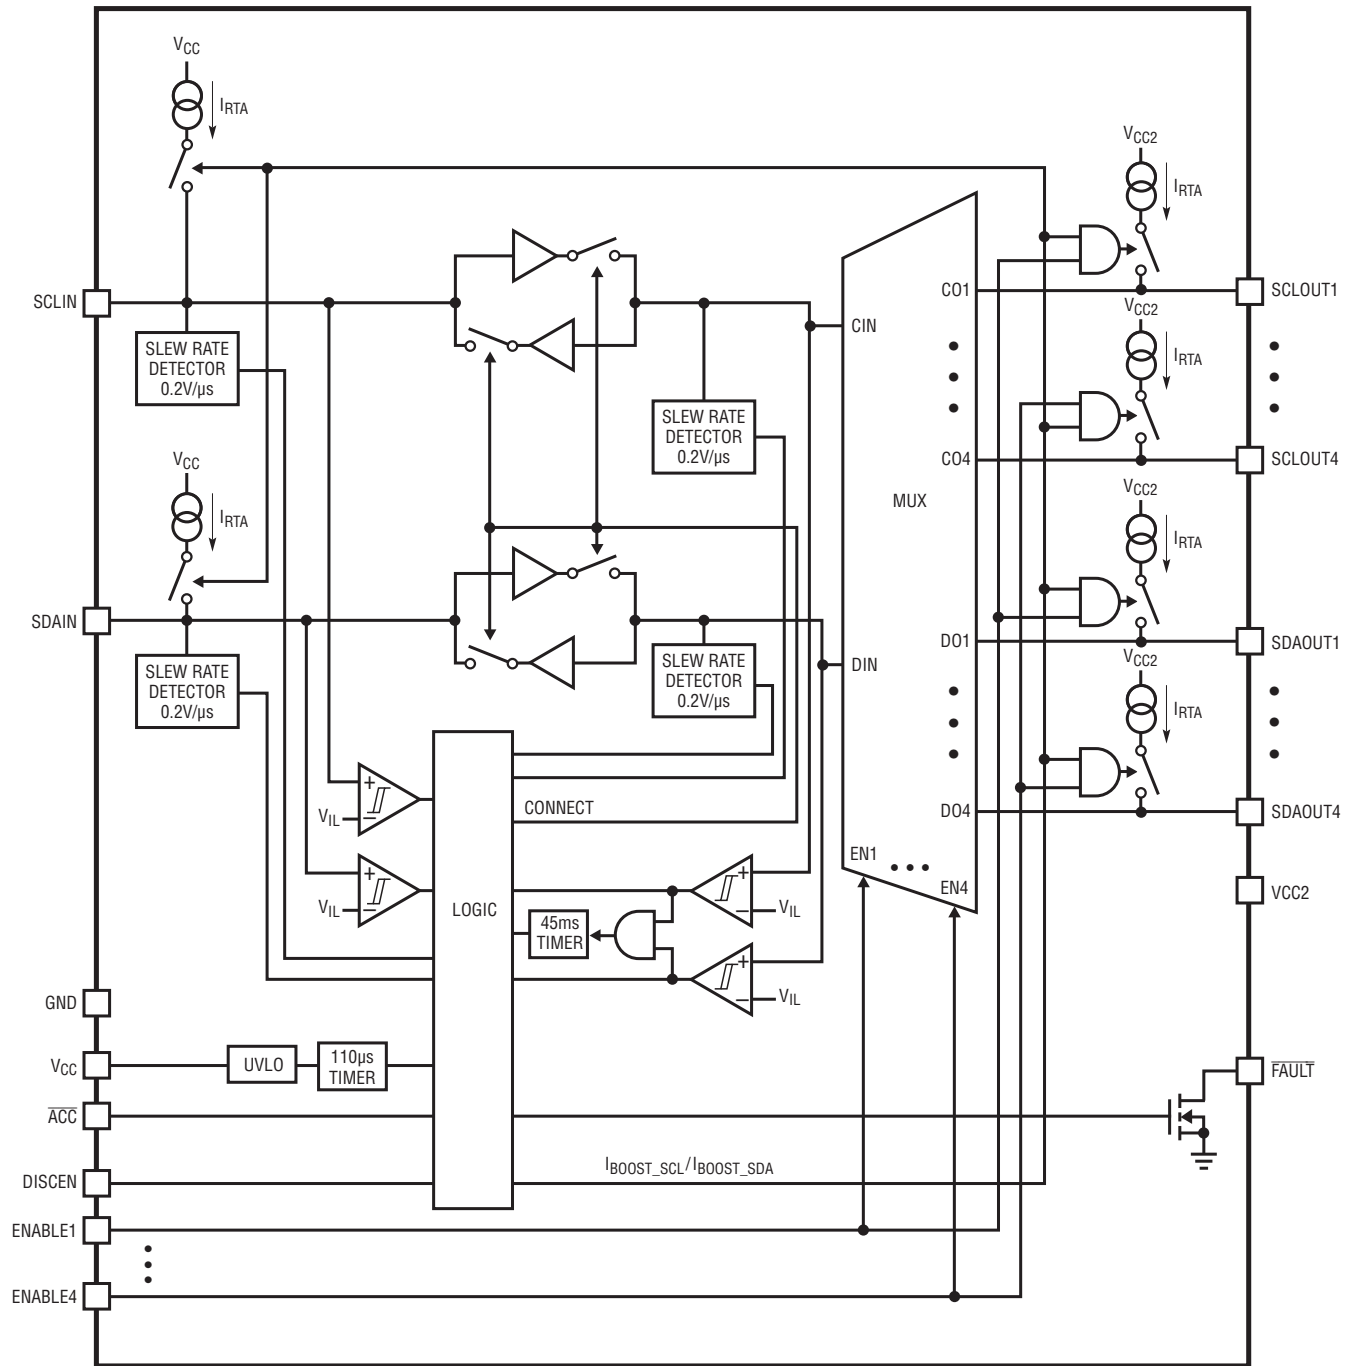 VCC
IRTA
VCC2
IRTA
SCLIN
CO1
SCLOUT1
VCC2
CIN
SLEW RATE
DETECTOR
0.2V/µs
IRTA
SLEW RATE
DETECTOR
0.2V/µs
VCC
CO4
SCLOUT4
MUX
VCC2
IRTA
IRTA
SDAIN
DO1
SDAOUT1
SLEW RATE
DETECTOR
0.2V/µs
SLEW RATE
DETECTOR
0.2V/µs
DIN
VCC2
IRTA
CONNECT
VIL
DO4
SDAOUT4
EN1
EN4
VCC2
VIL
LOGIC
45ms
TIMER
VIL
VIL
GND
VCC
UVLO
110µs
TIMER
FAULT
ACC
IBOOST_SCL/IBOOST_SDA
DISCEN
ENABLE1
ENABLE4